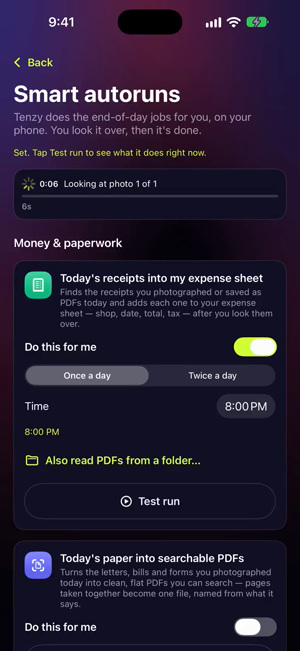 9:41
Back
Smart autoruns
Tenzy does the end-of-day jobs for you, on your
phone. You look it over, then it's done.
Set. Tap Test run to see what it does right now.
0:06 Looking at photo 1 of 1
6s
Money & paperwork
Today's receipts into my expense sheet
Finds the receipts you photographed or saved as
PDFs today and adds each one to your expense
sheet — shop, date, total, tax — after you look them
over.
Do this for me
Once a day
Twice a day
Time
8:00 PM
8:00 PM
Also read PDFs from a folder...
Test run
Today's paper into searchable PDFs
Turns the letters, bills and forms you photographed
today into clean, flat PDFs you can search — pages
taken together become one file, named from what it
says.
Do this for me